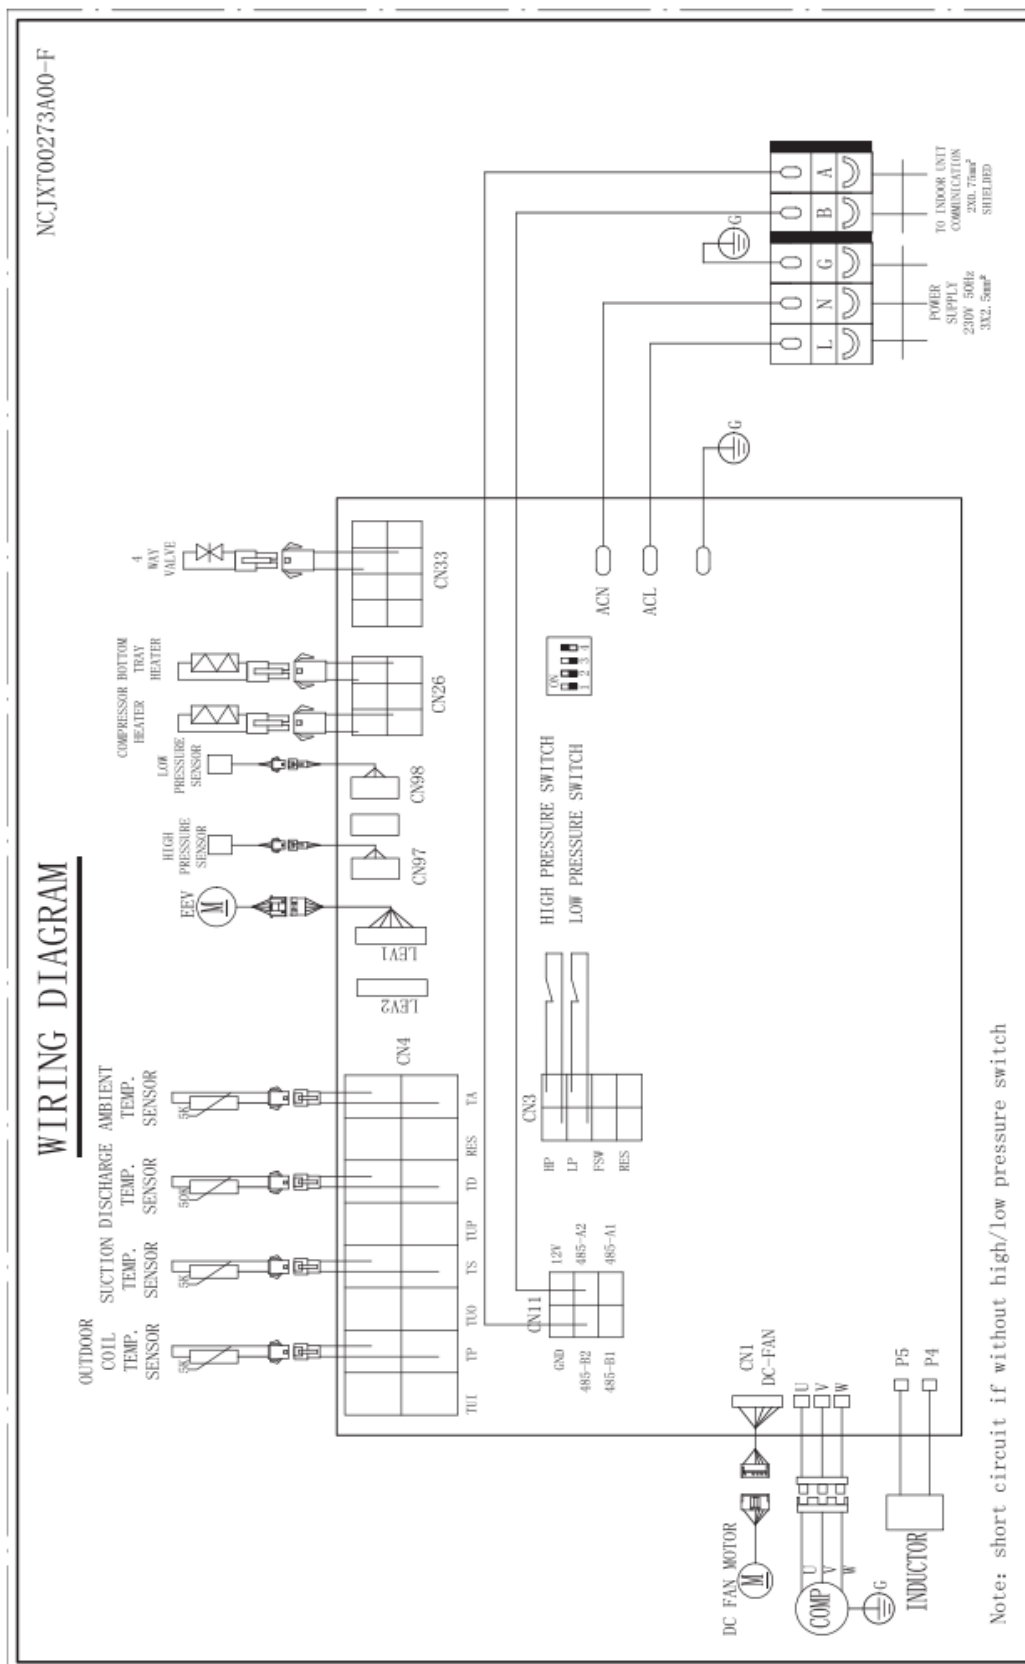 WIRING DIAGRAM
NCJXT00273A00-F
OUTDOOR
COIL
TEMP.
SENSOR
SUCTION
TEMP.
SENSOR
DISCHARGE
TEMP.
SENSOR
AMBIENT
TEMP.
SENSOR
EEV
HIGH
PRESSURE
SENSOR
LOW
PRESSURE
SENSOR
COMPRESSOR
HEATER
BOTTOM
TRAY
HEATER
4
WAY
VALVE
5K
5K
50K
5K
M
TUI
TP
TUO
TS
TUP
TD
RES
TA
CN4
LEV2
LEV1
CN97
CN98
CN26
CN33
GND
485-B2
485-B1
CN11
12V
485-A2
485-A1
CN3
HP
LP
FSW
RES
HIGH PRESSURE SWITCH
LOW PRESSURE SWITCH
ON
1 2 3 4
ACN
ACL
G
G
L
N
G
B
A
POWER
SUPPLY
230V 50Hz
3X2.5mm²
TO INDOOR UNIT
COMMUNICATION
2X0.75mm²
SHIELDED
DC FAN MOTOR
M
CN1
DC-FAN
COMP
U
V
W
U
V
W
G
INDUCTOR
P5
P4
Note: short circuit if without high/low pressure switch